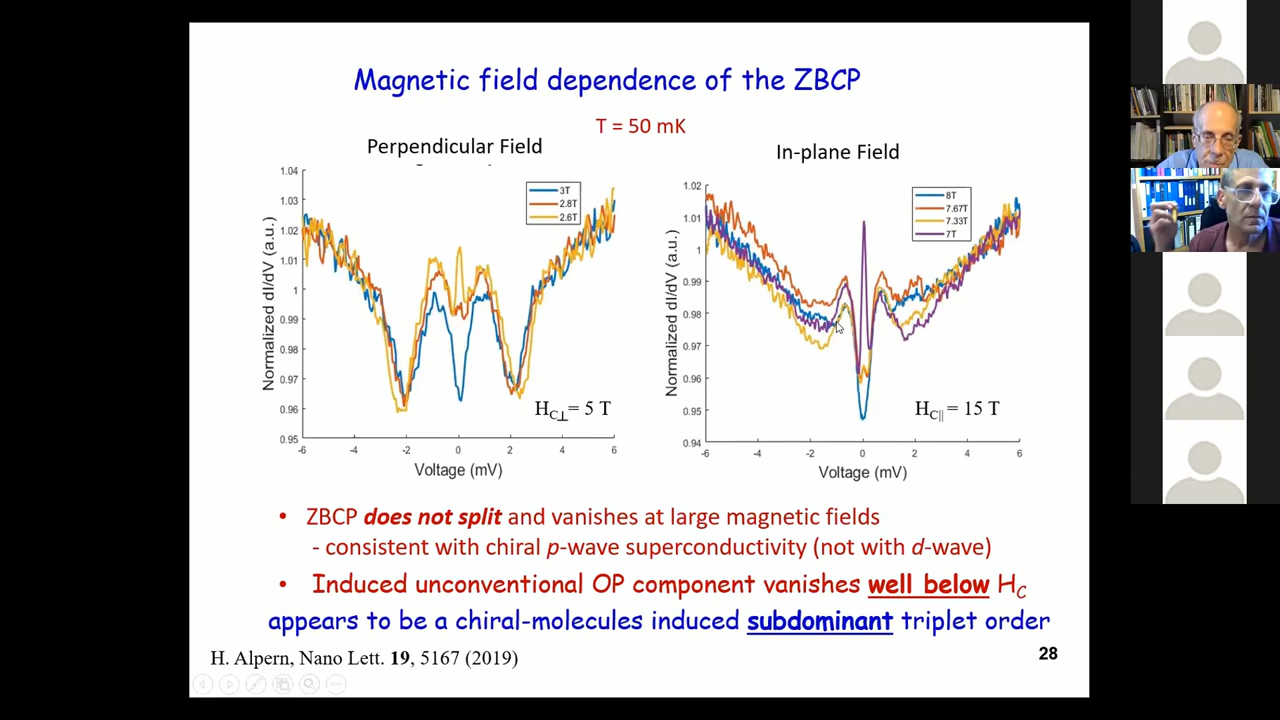 Magnetic field dependence of the ZBCP
T = 50 mK
Perpendicular Field
In-plane Field
1.04
1.03
1.02
1.01
1
0.99
0.98
0.97
0.96
0.95
-6
-4
-2
0
2
4
6
Normalized dI/dV (a.u.)
Voltage (mV)
3T
2.8T
2.6T
HC⊥= 5 T
1.02
1.01
1
0.99
0.98
0.97
0.96
0.95
0.94
-6
-4
-2
0
2
4
6
Normalized dI/dV (a.u.)
Voltage (mV)
8T
7.67T
7.33T
7T
HC|| = 15 T
• ZBCP does not split and vanishes at large magnetic fields
- consistent with chiral p-wave superconductivity (not with d-wave)
• Induced unconventional OP component vanishes well below HC
appears to be a chiral-molecules induced subdominant triplet order
H. Alpern, Nano Lett. 19, 5167 (2019)
28